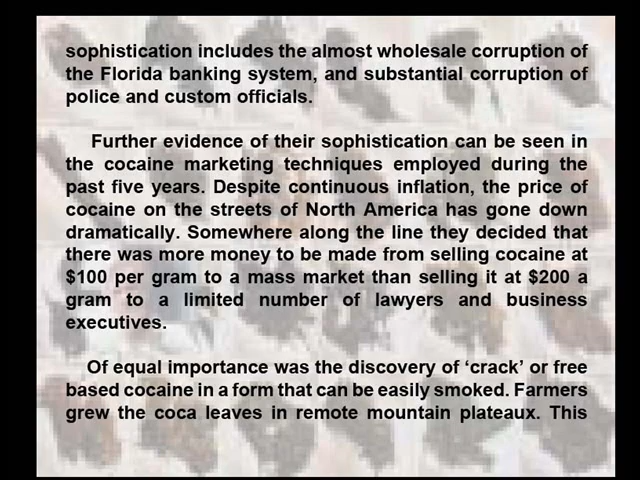 sophistication includes the almost wholesale corruption of
the Florida banking system, and substantial corruption of
police and custom officials.
Further evidence of their sophistication can be seen in
the cocaine marketing techniques employed during the
past five years. Despite continuous inflation, the price of
cocaine on the streets of North America has gone down
dramatically. Somewhere along the line they decided that
there was more money to be made from selling cocaine at
$100 per gram to a mass market than selling it at $200 a
gram to a limited number of lawyers and business
executives.
Of equal importance was the discovery of ‘crack’ or free
based cocaine in a form that can be easily smoked. Farmers
grew the coca leaves in remote mountain plateaux. This